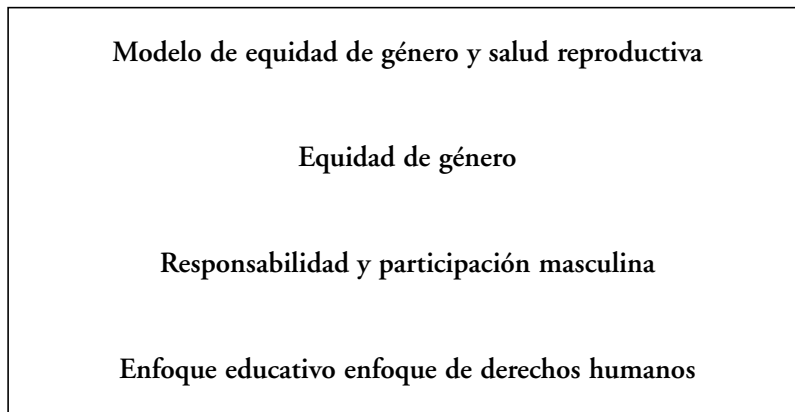 Modelo de equidad de género y salud reproductiva
Equidad de género
Responsabilidad y participación masculina
Enfoque educativo enfoque de derechos humanos